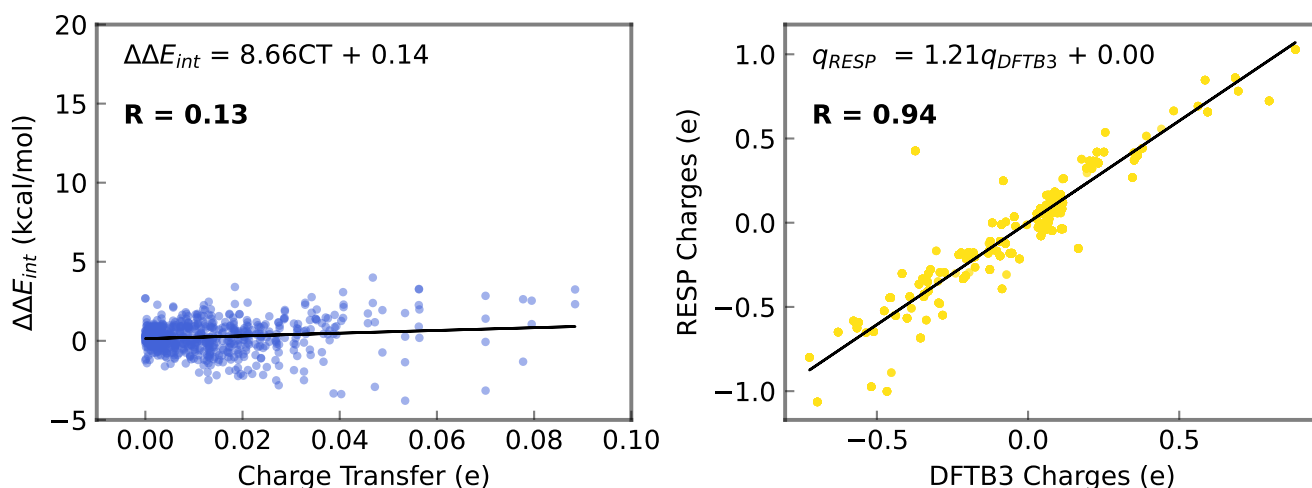 20
15
10
5
0
−5
ΔΔE_int (kcal/mol)
ΔΔE_int = 8.66CT + 0.14
R = 0.13
0.00 0.02 0.04 0.06 0.08 0.10
Charge Transfer (e)
1.0
0.5
0.0
−0.5
−1.0
RESP Charges (e)
q_RESP = 1.21q_DFTB3 + 0.00
R = 0.94
−0.5 0.0 0.5
DFTB3 Charges (e)